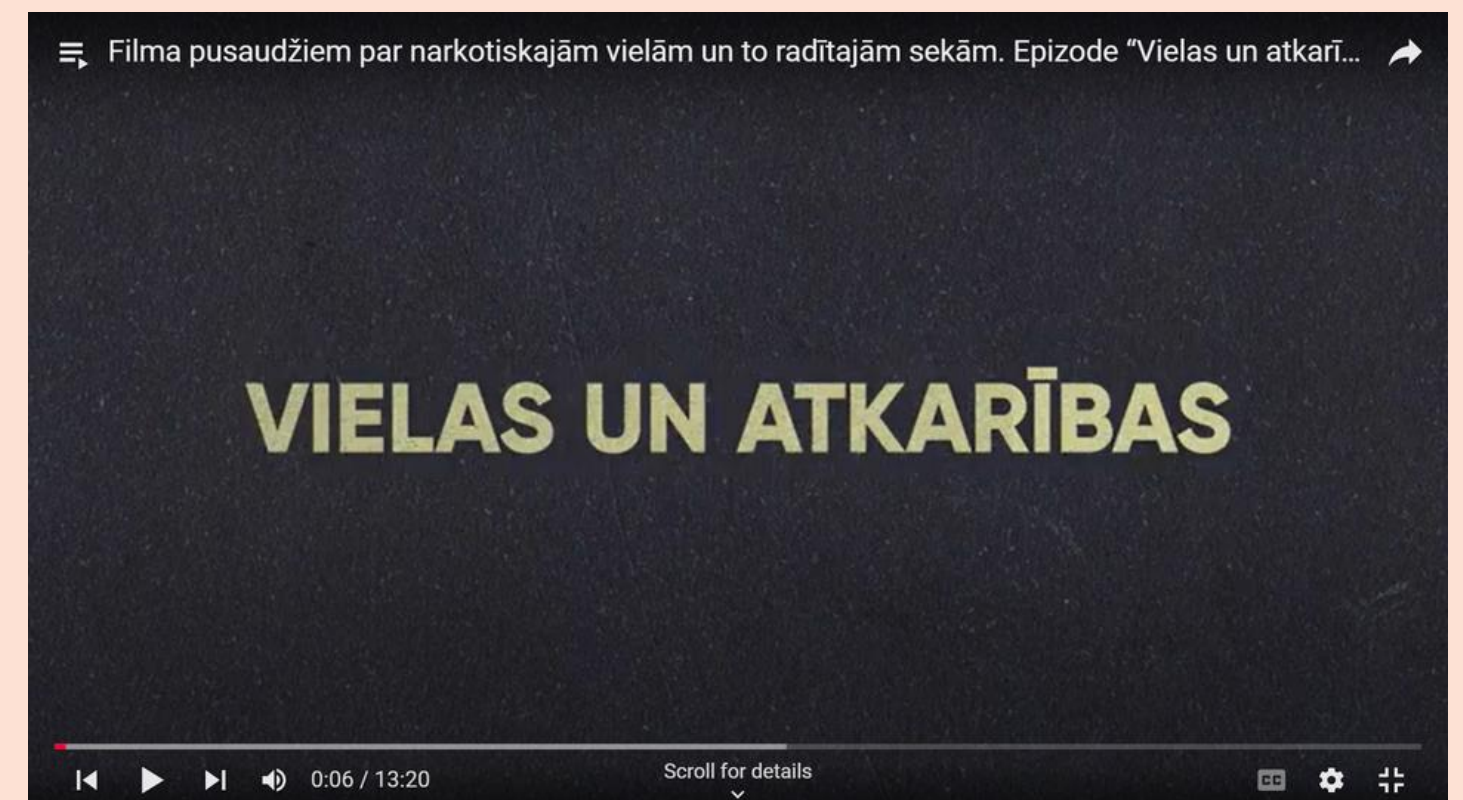 Filma pusaudžiem par narkotiskajām vielām un to radītajām sekām. Epizode “Vielas un atkarī...
VIELAS UN ATKARĪBAS
0:06 / 13:20
Scroll for details
CC